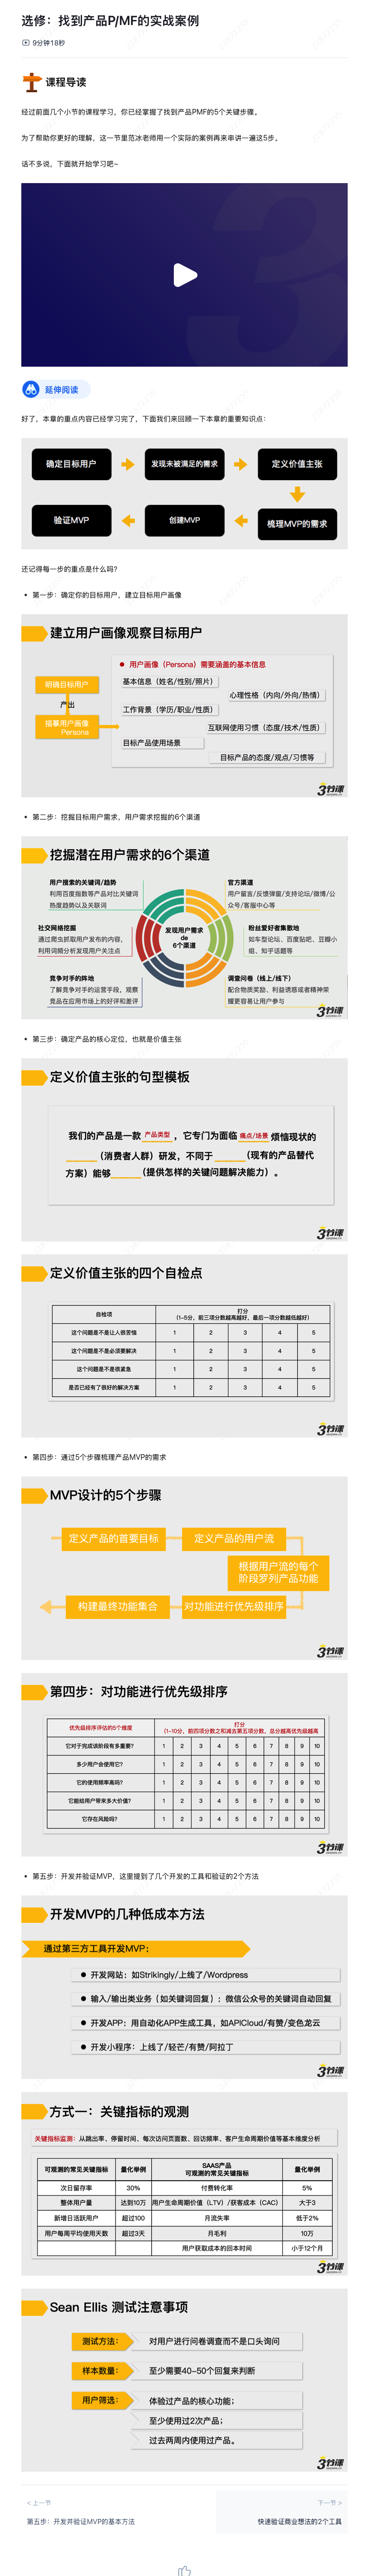 选修：找到产品P/MF的实战案例
9分钟18秒
课程导读
经过前面几个小节的课程学习，你已经掌握了找到产品PMF的5个关键步骤。
为了帮助你更好的理解，这一节里范冰老师用一个实际的案例再来串讲一遍这5步。
话不多说，下面就开始学习吧~
延伸阅读
好了，本章的重点内容已经学习完了，下面我们来回顾一下本章的重要知识点：
确定目标用户
发现未被满足的需求
定义价值主张
验证MVP
创建MVP
梳理MVP的需求
还记得每一步的重点是什么吗?
第一步：确定你的目标用户，建立目标用户画像
建立用户画像观察目标用户
用户画像（Persona）需要涵盖的基本信息
明确目标用户
基本信息（姓名/性别/照片）
心理性格（内向/外向/热情）
产出
工作背景（学历/职业/性质）
描摹用户画像
Persona
互联网使用习惯（态度/技术/性质）
目标产品使用场景
目标产品的态度/观点/习惯等
3节课
第二步：挖掘目标用户需求，用户需求挖掘的6个渠道
挖掘潜在用户需求的6个渠道
用户搜索的关键词/趋势
利用百度指数等产品对比关键词
热度趋势以及关联词
官方渠道
用户留言/反馈弹窗/支持论坛/微博/公
众号/客服中心等
社交网络挖掘
通过爬虫抓取用户发布的内容，
利用词频分析发现用户关注点
发现用户需求
de
6个渠道
粉丝爱好者集散地
如车型论坛、百度贴吧、豆瓣小
组、知乎话题等
竞争对手的阵地
了解竞争对手的运营手段，观察
竞品在应用市场上的好评和差评
调查问卷（线上/线下）
配合物质奖励、利益诱惑或者精神荣
耀更容易让用户参与
3节课
第三步：确定产品的核心定位，也就是价值主张
定义价值主张的句型模板
我们的产品是一款 产品类型 ，它专门为面临 痛点/场景 烦恼现状的
（消费者人群）研发，不同于（现有的产品替代
方案）能够（提供怎样的关键问题解决能力）。
3节课
定义价值主张的四个自检点
自检项 打分
（1-5分，前三项分数越高越好，最后一项分数越低越好）
这个问题是不是让人很苦恼 1 2 3 4 5
这个问题是不是必须要解决 1 2 3 4 5
这个问题是不是很紧急 1 2 3 4 5
是否已经有了很好的解决方案 1 2 3 4 5
3节课
第四步：通过5个步骤梳理产品MVP的需求
MVP设计的5个步骤
定义产品的首要目标
定义产品的用户流
根据用户流的每个
阶段罗列产品功能
构建最终功能集合
对功能进行优先级排序
3节课
第四步：对功能进行优先级排序
优先级排序评估的5个维度 打分
（1-10分，前四项分数之和减去第五项分数，总分越高优先级越高
它对于完成该阶段有多重要? 1 2 3 4 5 6 7 8 9 10
多少用户会使用它? 1 2 3 4 5 6 7 8 9 10
它的使用频率高吗? 1 2 3 4 5 6 7 8 9 10
它能给用户带来多大价值? 1 2 3 4 5 6 7 8 9 10
它存在风险吗? 1 2 3 4 5 6 7 8 9 10
3节课
第五步：开发并验证MVP，这里提到了几个开发的工具和验证的2个方法
开发MVP的几种低成本方法
通过第三方工具开发MVP：
开发网站：如Strikingly/上线了/Wordpress
输入/输出类业务（如关键词回复）：微信公众号的关键词自动回复
开发APP：用自动化APP生成工具，如APICloud/有赞/变色龙云
开发小程序：上线了/轻芒/有赞/阿拉丁
3节课
方式一：关键指标的观测
关键指标监测：从跳出率、停留时间、每次访问页面数、回访频率、客户生命周期价值等基本维度分析
可观测的常见关键指标 量化举例 SAAS产品
可观测的常见关键指标 量化举例
次日留存率 30% 付费转化率 5%
整体用户量 达到10万 用户生命周期价值（LTV）/获客成本（CAC） 大于3
新增日活跃用户 超过100 月流失率 低于2%
用户每周平均使用天数 超过3天 月毛利 10万
用户获取成本的回本时间 小于12个月
3节课
Sean Ellis 测试注意事项
测试方法： 对用户进行问卷调查而不是口头询问
样本数量： 至少需要40-50个回复来判断
用户筛选： 体验过产品的核心功能；
至少使用过2次产品；
过去两周内使用过产品。
3节课
< 上一节
下一节 >
第五步：开发并验证MVP的基本方法
快速验证商业想法的2个工具